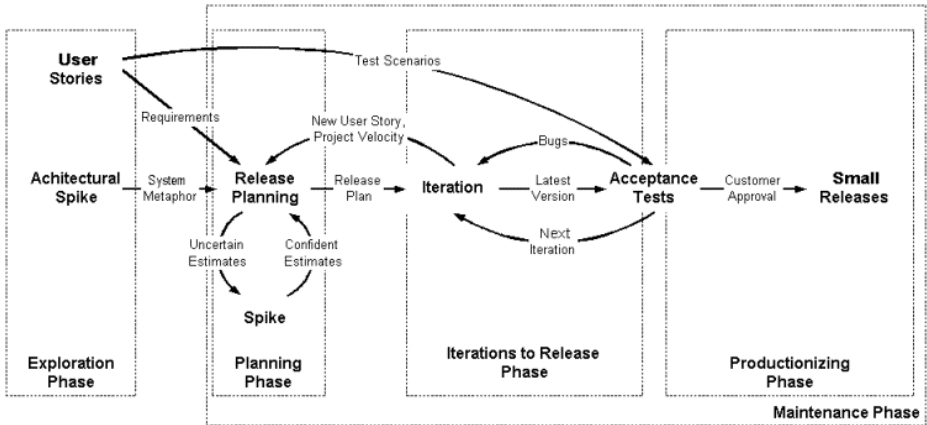 User
Stories
Test Scenarios
Requirements
New User Story,
Project Velocity
Bugs
Achitectural
Spike
System
Metaphor
Release
Planning
Release
Plan
Iteration
Latest
Version
Acceptance
Tests
Customer
Approval
Small
Releases
Next
Iteration
Uncertain
Estimates
Confident
Estimates
Spike
Exploration
Phase
Planning
Phase
Iterations to Release
Phase
Productionizing
Phase
Maintenance Phase